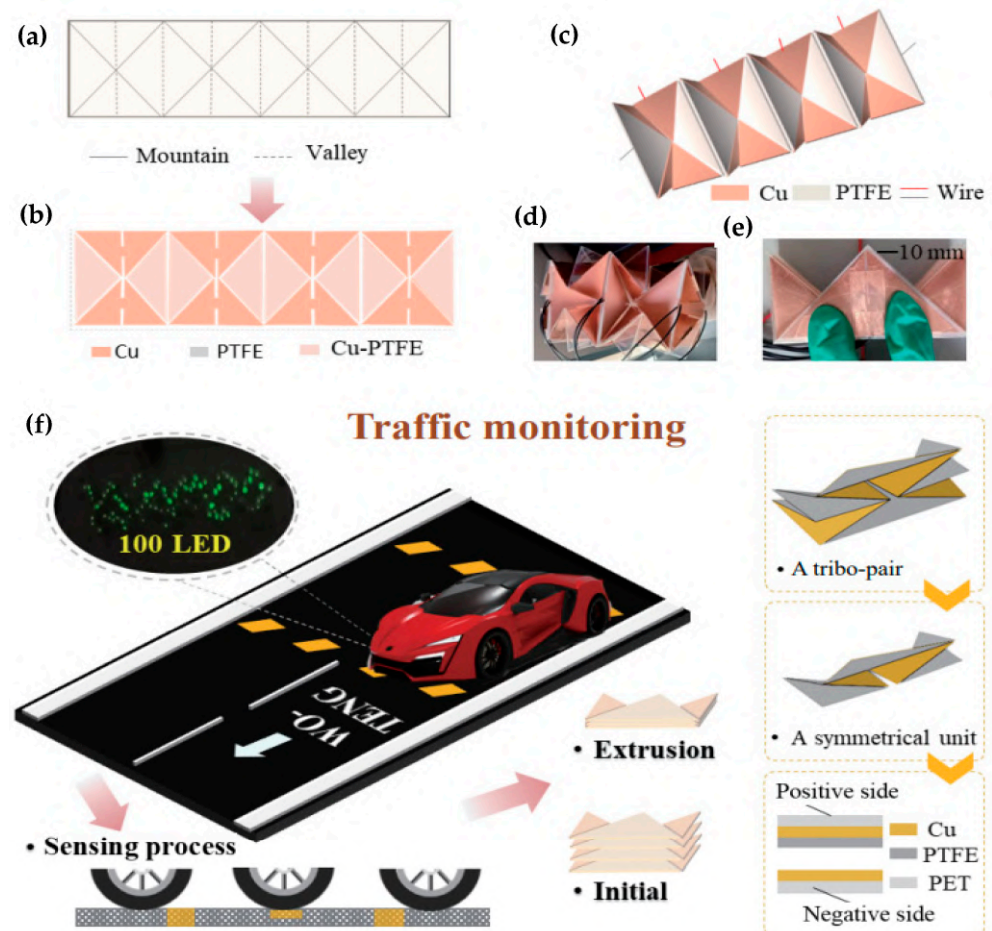 (a)
Mountain
Valley
(b)
Cu
PTFE
Cu-PTFE
(c)
Cu
PTFE
Wire
(d)
(e)
10 mm
(f)
Traffic monitoring
100 LED
WO-
TENG
• Sensing process
• Extrusion
• Initial
• A tribo-pair
• A symmetrical unit
Positive side
Cu
PTFE
PET
Negative side